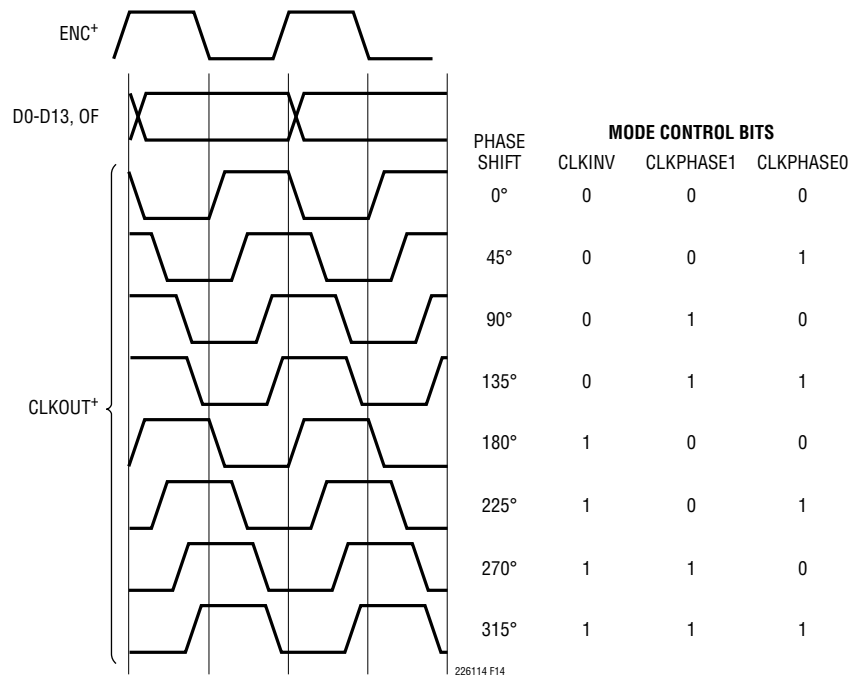 ENC+
D0-D13, OF
MODE CONTROL BITS
PHASE SHIFT CLKINV CLKPHASE1 CLKPHASE0
0° 0 0 0
45° 0 0 1
90° 0 1 0
135° 0 1 1
CLKOUT+
180° 1 0 0
225° 1 0 1
270° 1 1 0
315° 1 1 1
226114 F14